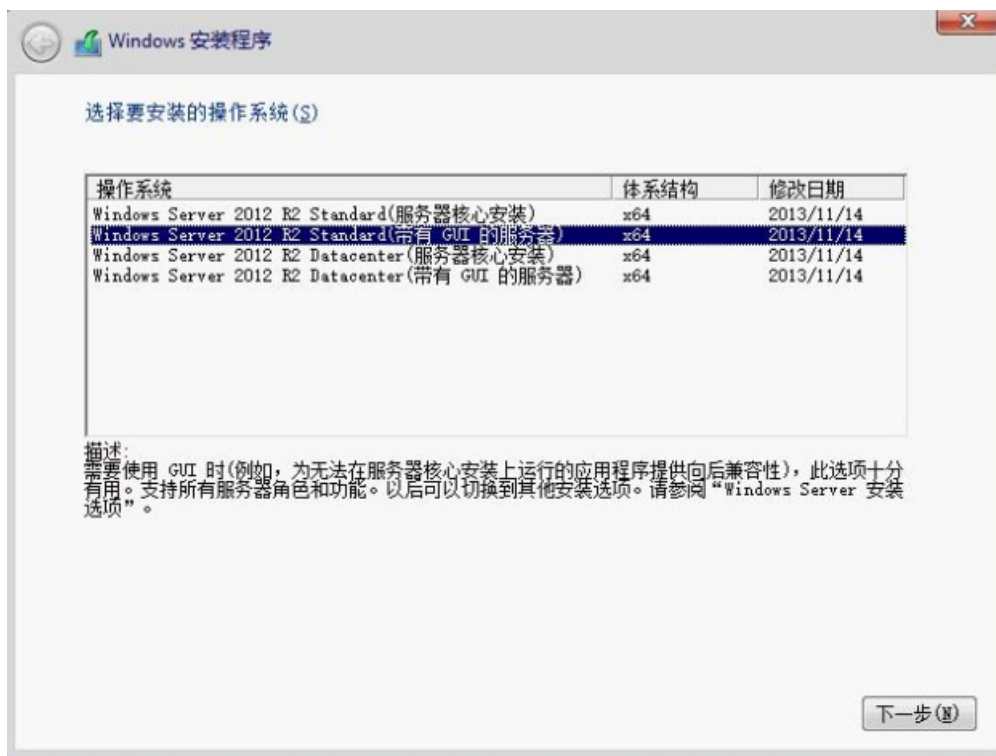 Windows 安装程序
选择要安装的操作系统(S)
操作系统 体系结构 修改日期
Windows Server 2012 R2 Standard(服务器核心安装) x64 2013/11/14
Windows Server 2012 R2 Standard(带有 GUI 的服务器) x64 2013/11/14
Windows Server 2012 R2 Datacenter(服务器核心安装) x64 2013/11/14
Windows Server 2012 R2 Datacenter(带有 GUI 的服务器) x64 2013/11/14
描述:
需要使用 GUI 时(例如，为无法在服务器核心安装上运行的应用程序提供向后兼容性)，此选项十分
有用。支持所有服务器角色和功能。以后可以切换到其他安装选项。请参阅“Windows Server 安装
选项”。
下一步(N)